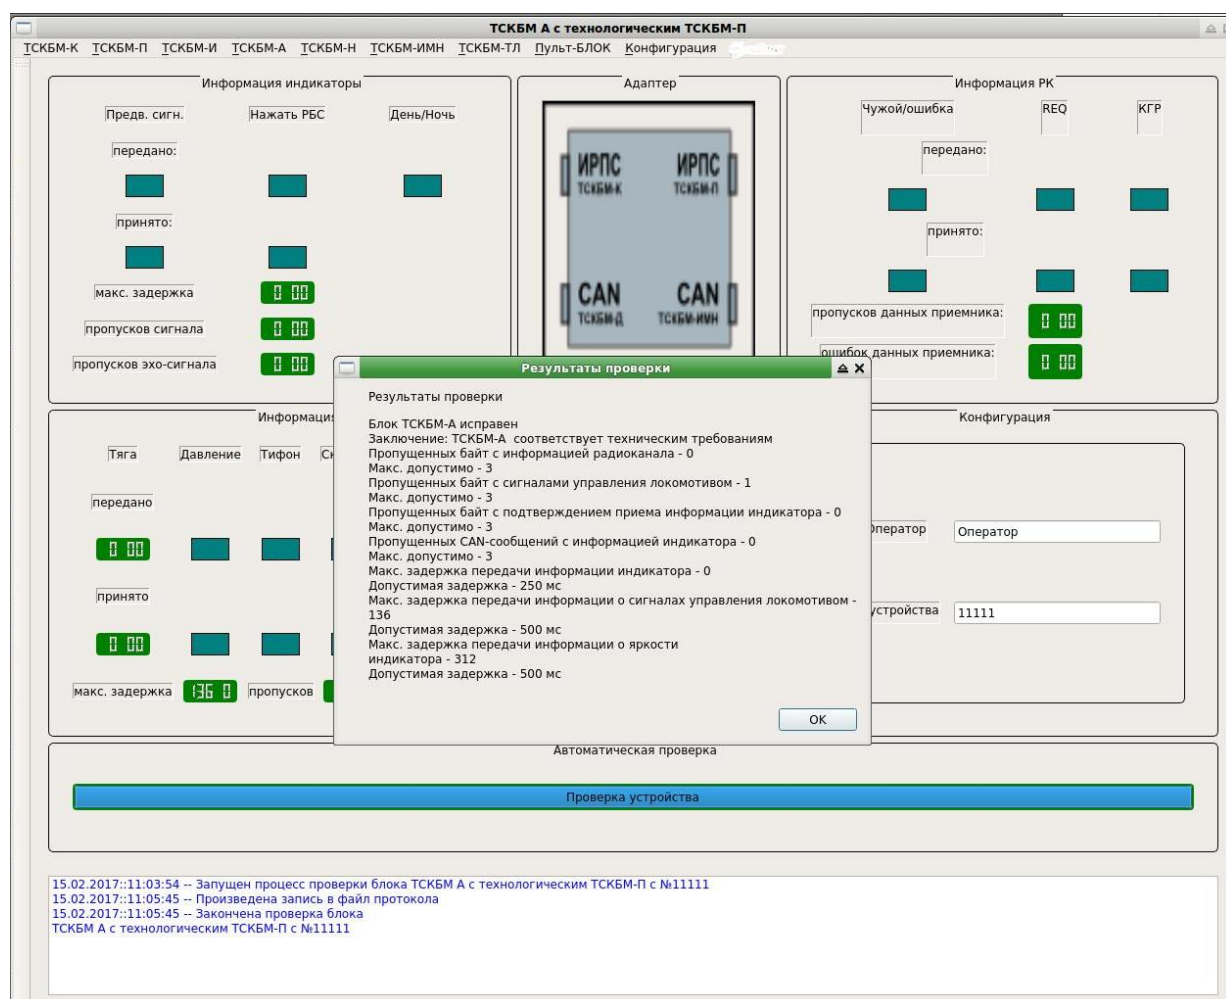 ТСКБМ А с технологическим ТСКБМ-П
ТСКБМ-К ТСКБМ-П ТСКБМ-И ТСКБМ-А ТСКБМ-Н ТСКБМ-ИМН ТСКБМ-ТЛ Пульт-БЛОК Конфигурация
Информация индикаторы
Предв. сигн. Нажать РБС День/Ночь
передано:
принято:
макс. задержка 0 00
пропусков сигнала 0 00
пропусков эхо-сигнала 0 00
Адаптер
ИРПС ИРПС
ТСКБМ-К ТСКБМ-П
CAN CAN
ТСКБМ-Д ТСКБМ-ИМН
Информация РК
Чужой/ошибка REQ КГР
передано:
принято:
пропусков данных приемника: 0 00
ошибок данных приемника: 0 00
Информация
Тяга Давление Тифон
передано
0 00
принято
0 00
макс. задержка 136 0 пропусков
Результаты проверки
Результаты проверки
Блок ТСКБМ-А исправен
Заключение: ТСКБМ-А соответствует техническим требованиям
Пропущенных байт с информацией радиоканала - 0
Макс. допустимо - 3
Пропущенных байт с сигналами управления локомотивом - 1
Макс. допустимо - 3
Пропущенных байт с подтверждением приема информации индикатора - 0
Макс. допустимо - 3
Пропущенных CAN-сообщений с информацией индикатора - 0
Макс. допустимо - 3
Макс. задержка передачи информации индикатора - 0
Допустимая задержка - 250 мс
Макс. задержка передачи информации о сигналах управления локомотивом -
136
Допустимая задержка - 500 мс
Макс. задержка передачи информации о яркости
индикатора - 312
Допустимая задержка - 500 мс
OK
Конфигурация
Оператор Оператор
устройства 11111
Автоматическая проверка
Проверка устройства
15.02.2017::11:03:54 -- Запущен процесс проверки блока ТСКБМ А с технологическим ТСКБМ-П с №11111
15.02.2017::11:05:45 -- Произведена запись в файл протокола
15.02.2017::11:05:45 -- Закончена проверка блока
ТСКБМ А с технологическим ТСКБМ-П с №11111